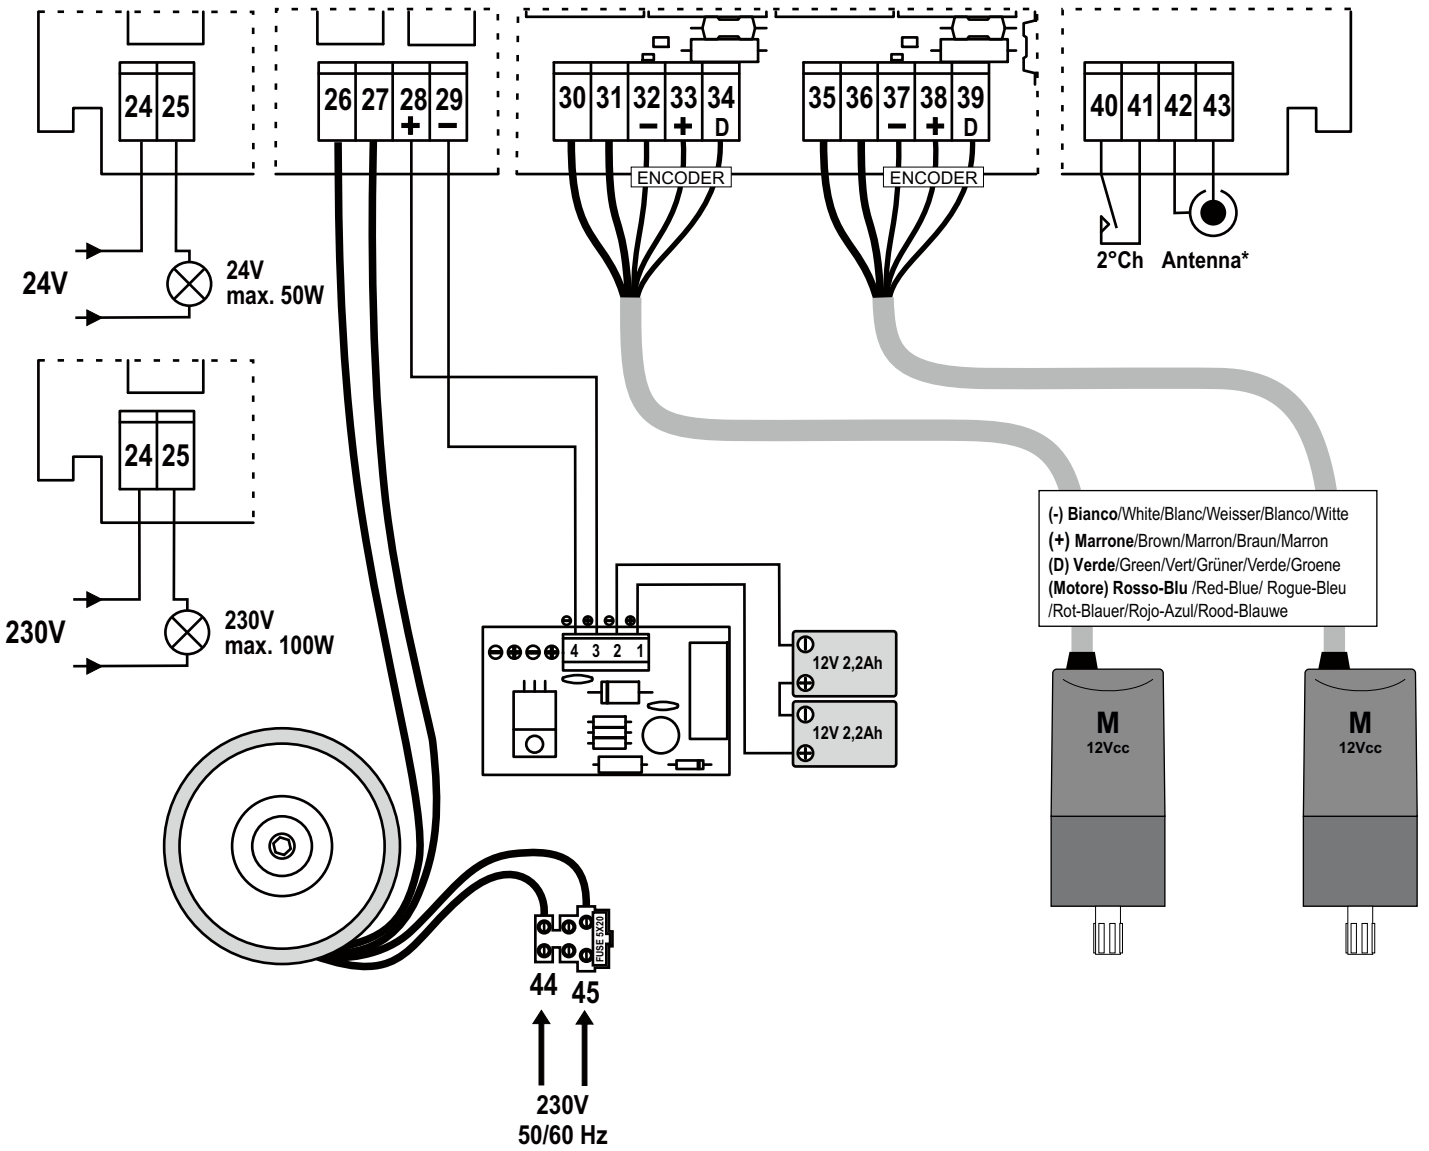 24 25
24V
24V
max. 50W
24 25
230V
230V
max. 100W
26 27 28 29
+ −
30 31 32 33 34
− + D
ENCODER
35 36 37 38 39
− + D
ENCODER
40 41 42 43
2°Ch Antenna*
(-) Bianco/White/Blanc/Weisser/Blanco/Witte
(+) Marrone/Brown/Marron/Braun/Marron
(D) Verde/Green/Vert/Grüner/Verde/Groene
(Motore) Rosso-Blu /Red-Blue/ Rogue-Bleu
/Rot-Blauer/Rojo-Azul/Rood-Blauwe
4 3 2 1
12V 2,2Ah
12V 2,2Ah
M
12Vcc
M
12Vcc
FUSE 5X20
44 45
230V
50/60 Hz